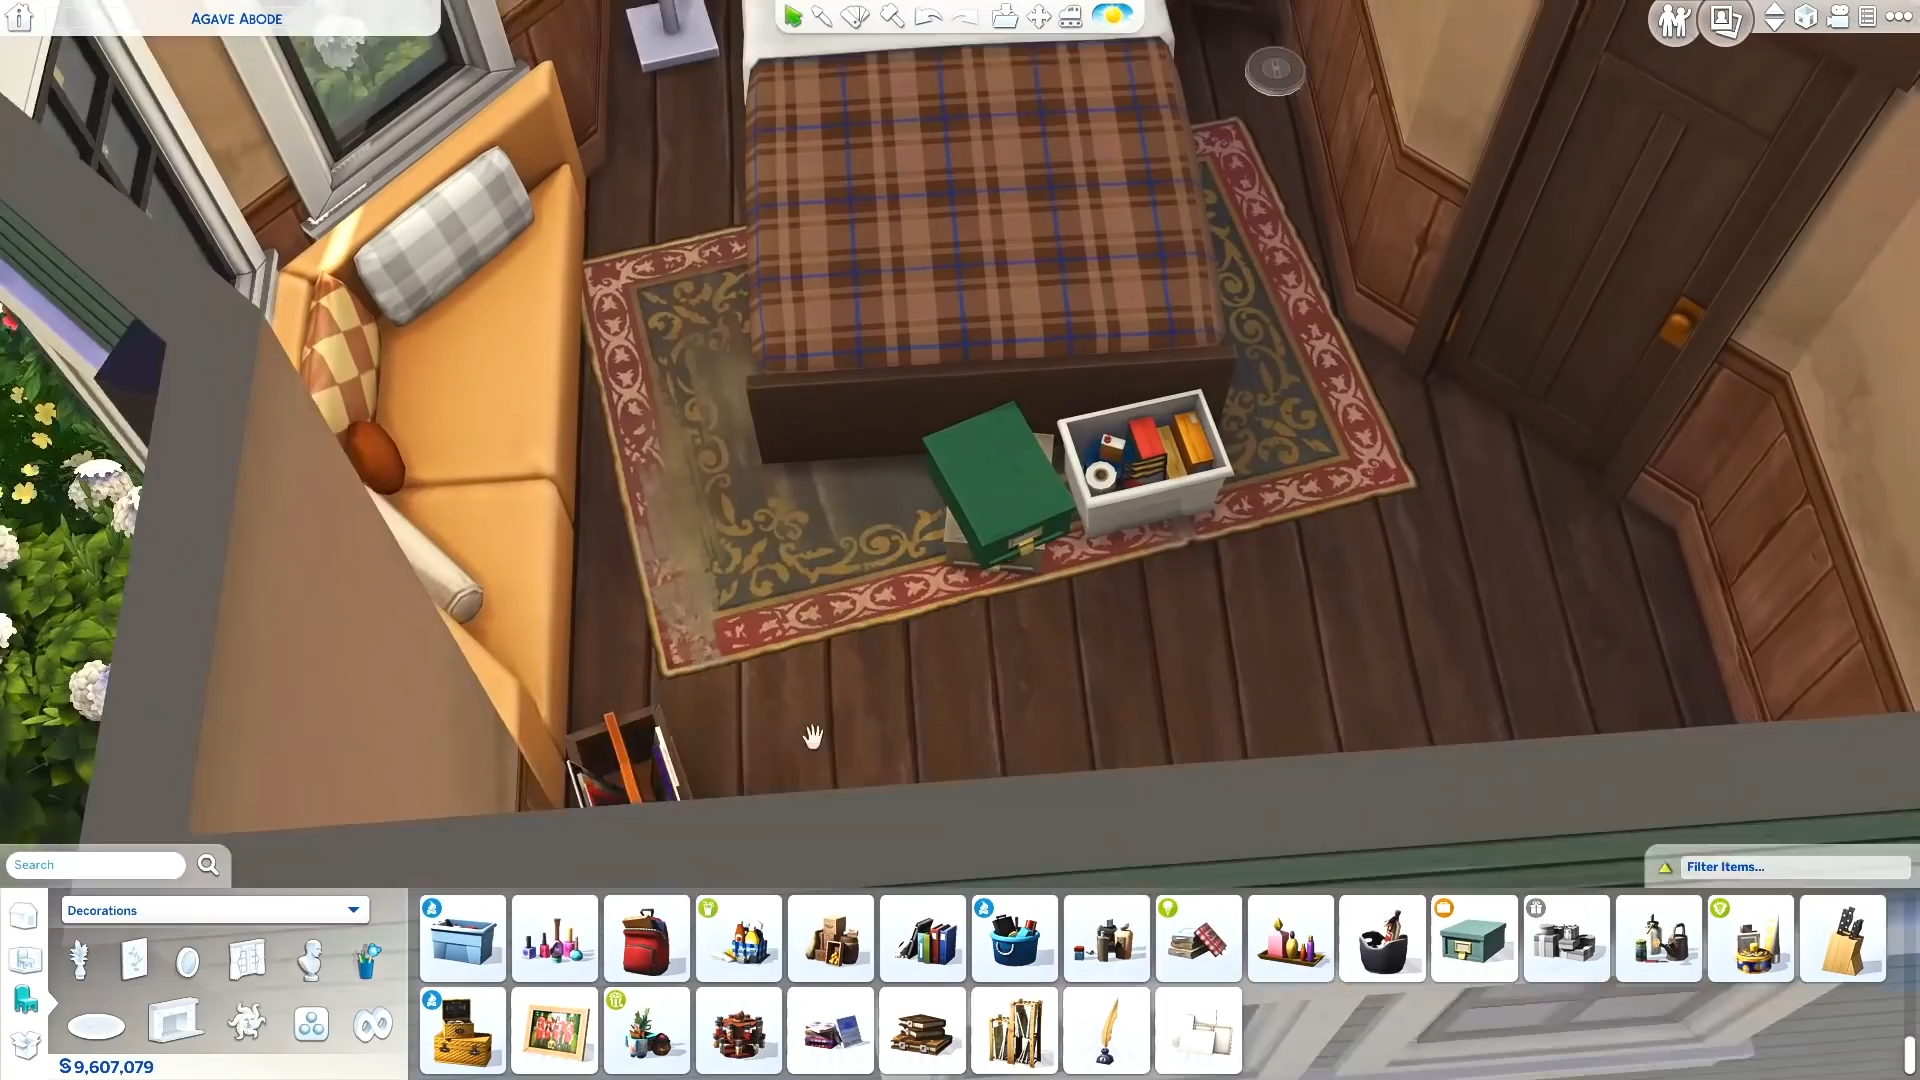 Agave Abode
Search
Filter Items...
Decorations
§9,607,079